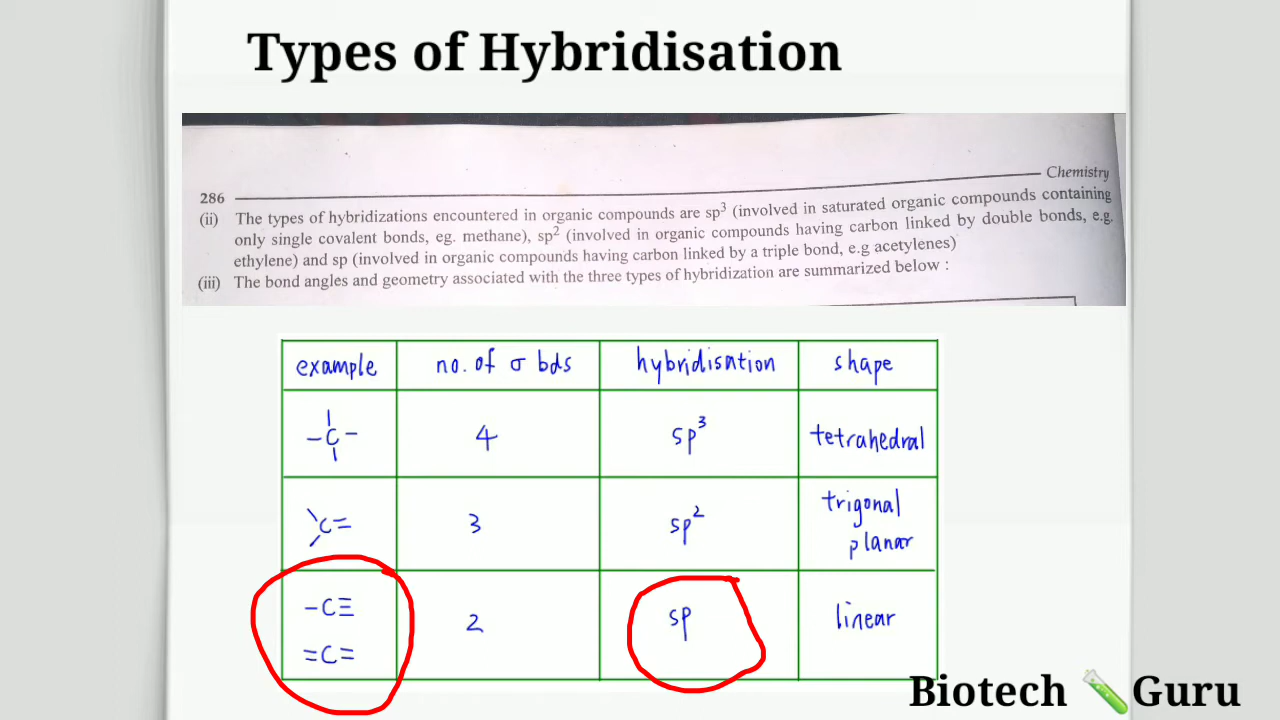 Types of Hybridisation
286 Chemistry
(ii) The types of hybridizations encountered in organic compounds are sp³ (involved in saturated organic compounds containing
only single covalent bonds, eg. methane), sp² (involved in organic compounds having carbon linked by double bonds, e.g.
ethylene) and sp (involved in organic compounds having carbon linked by a triple bond, e.g acetylenes)
(iii) The bond angles and geometry associated with the three types of hybridization are summarized below :
example no. of σ bds hybridisation shape
–C– 4 sp³ tetrahedral
C= 3 sp² trigonal
planar
–C≡ 2 sp linear
=C=
Biotech Guru